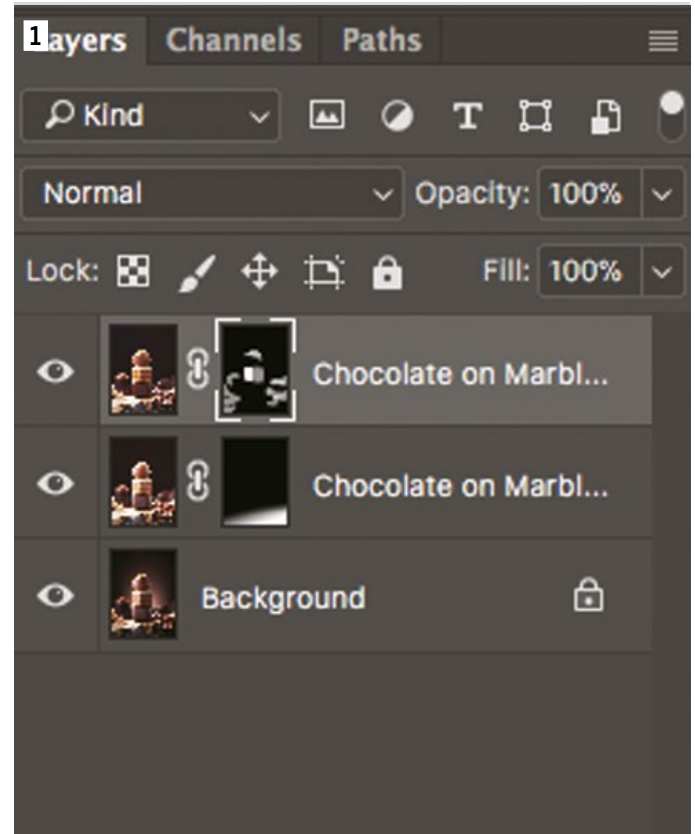 1 ayers Channels Paths
Kind T
Normal Opacity: 100%
Lock: Fill: 100%
Chocolate on Marbl...
Chocolate on Marbl...
Background